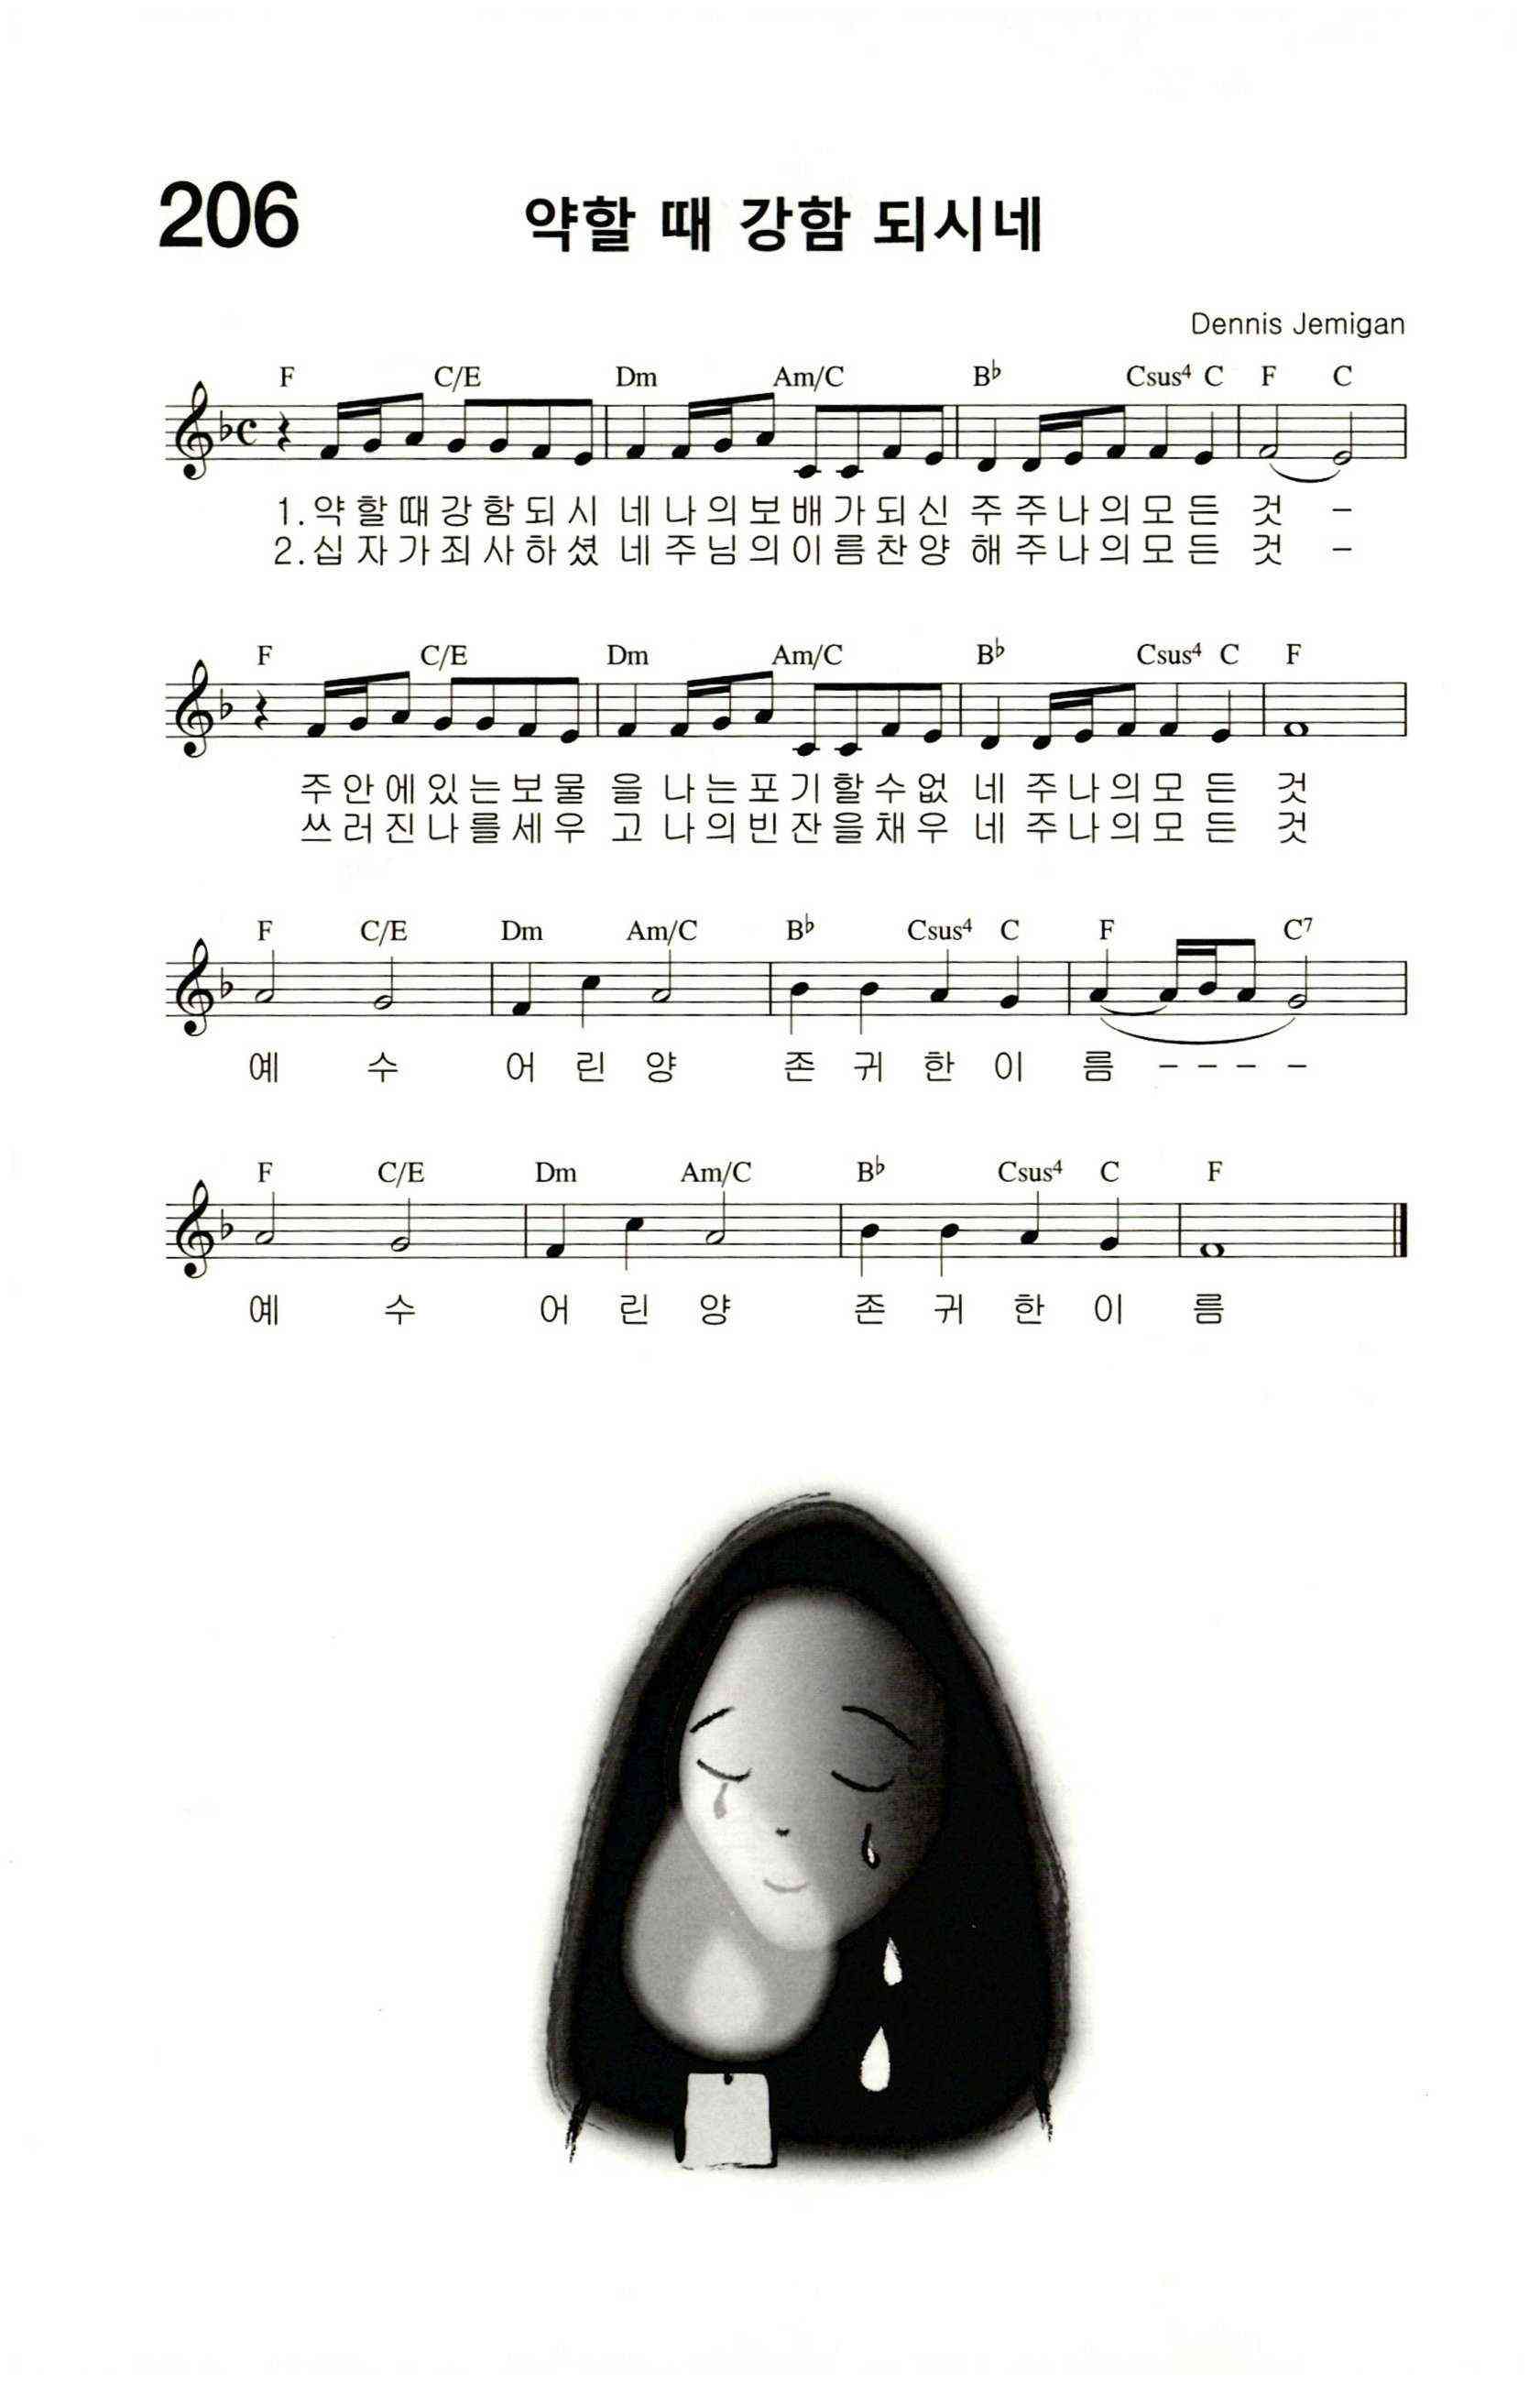 206
약할 때 강함 되시네
Dennis Jemigan
F C/E Dm Am/C B♭ Csus4 C F C
1.약할때강함되시 네나의보배가되신 주주나의모든 것 –
2.십자가죄사하셨 네주님의이름찬양 해주나의모든 것 –
F C/E Dm Am/C B♭ Csus4 C F
주안에있는보물 을 나는포기할수없 네 주나의모든 것
쓰러진나를세우 고 나의빈잔을채우 네 주나의모든 것
F C/E Dm Am/C B♭ Csus4 C F C7
예 수 어 린 양 존 귀 한 이 름 – – – –
F C/E Dm Am/C B♭ Csus4 C F
예 수 어 린 양 존 귀 한 이 름